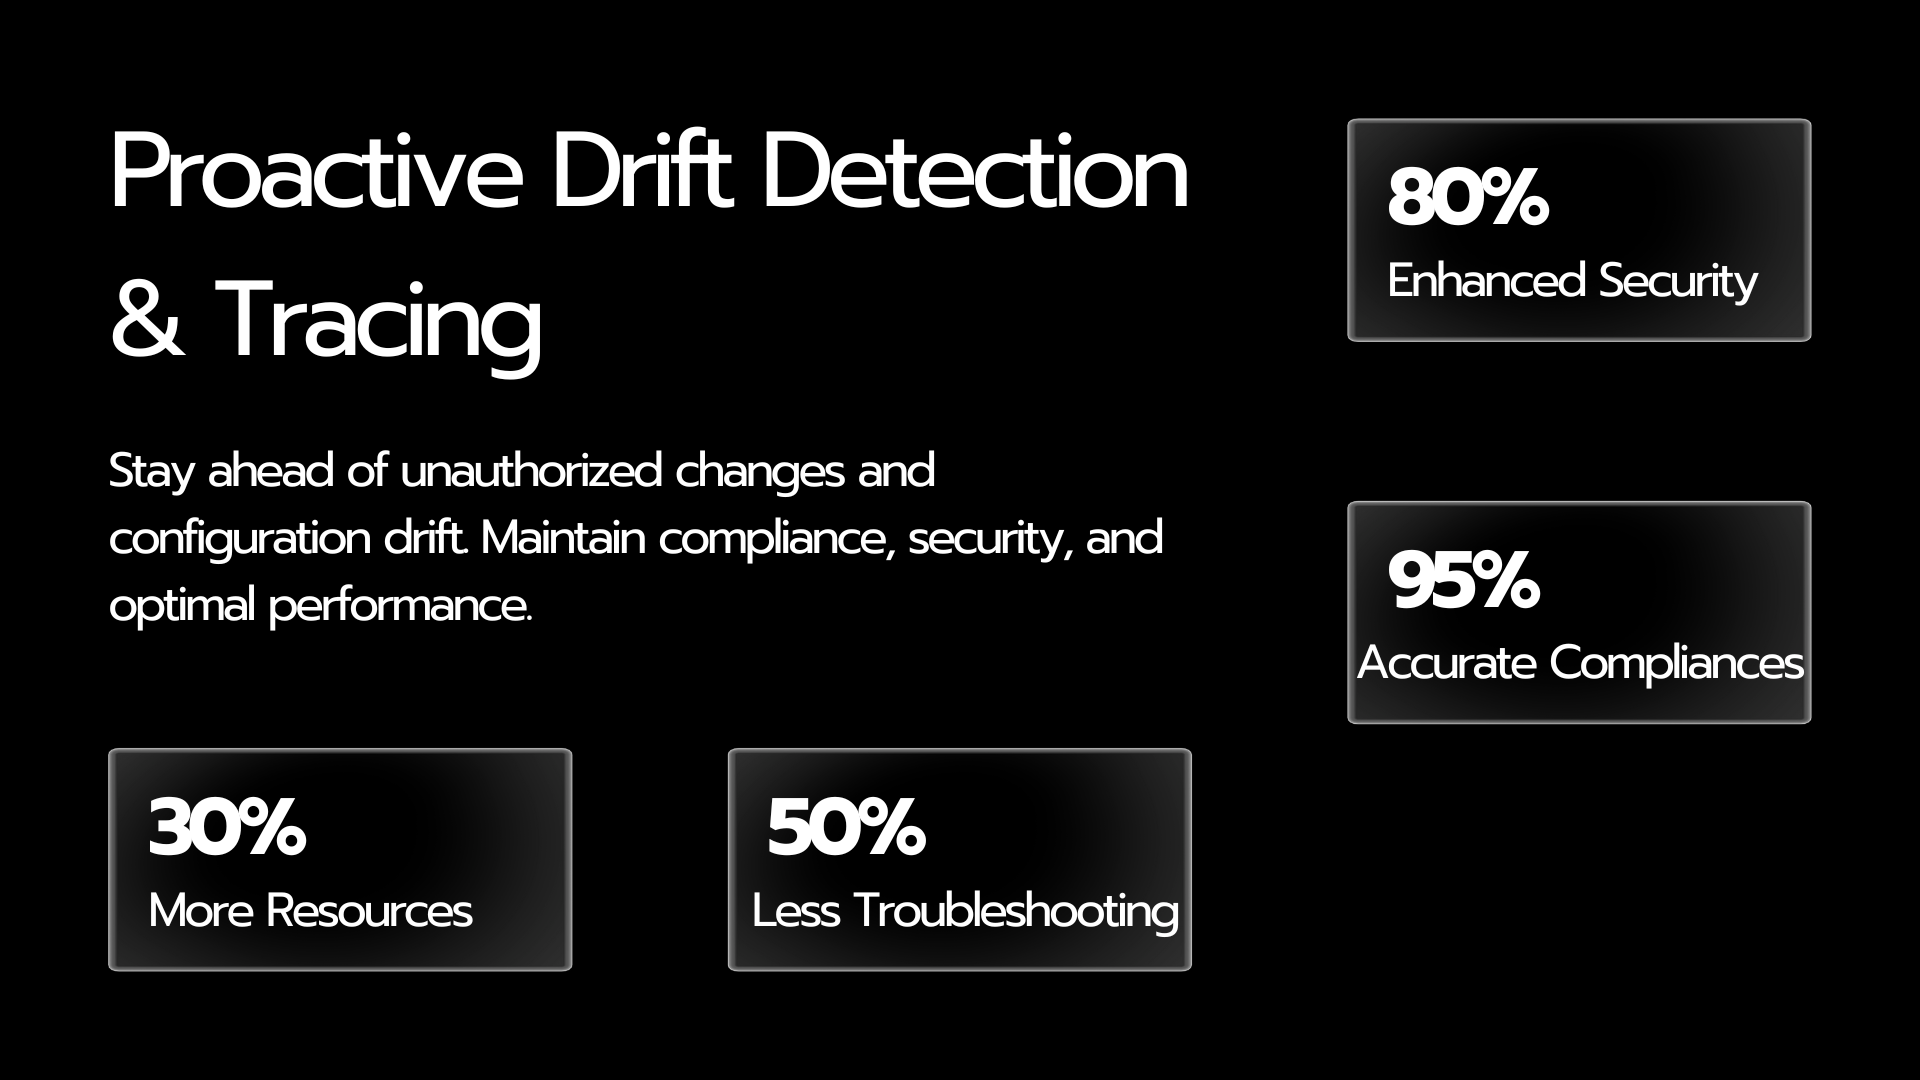 Proactive Drift Detection
& Tracing
Stay ahead of unauthorized changes and
configuration drift. Maintain compliance, security, and
optimal performance.
80%
Enhanced Security
95%
Accurate Compliances
30%
More Resources
50%
Less Troubleshooting